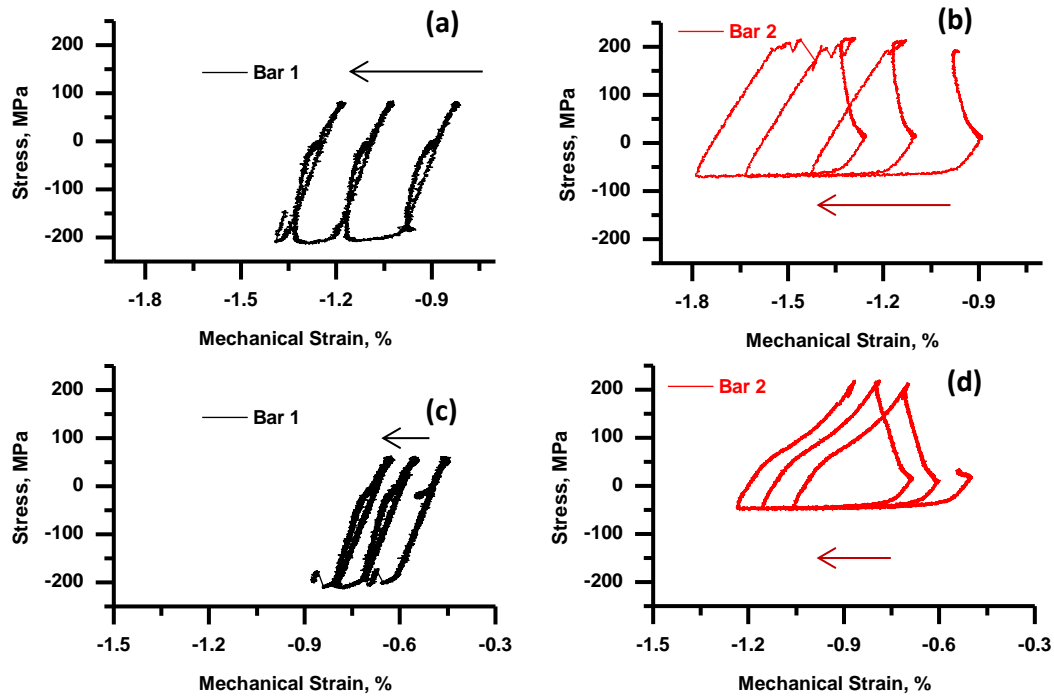 (a)
Bar 1
200
100
0
-100
-200
Stress, MPa
-1.8
-1.5
-1.2
-0.9
Mechanical Strain, %
(b)
Bar 2
200
100
0
-100
-200
Stress, MPa
-1.8
-1.5
-1.2
-0.9
Mechanical Strain, %
(c)
Bar 1
200
100
0
-100
-200
Stress, MPa
-1.5
-1.2
-0.9
-0.6
-0.3
Mechanical Strain, %
(d)
Bar 2
200
100
0
-100
-200
Stress, MPa
-1.5
-1.2
-0.9
-0.6
-0.3
Mechanical Strain, %